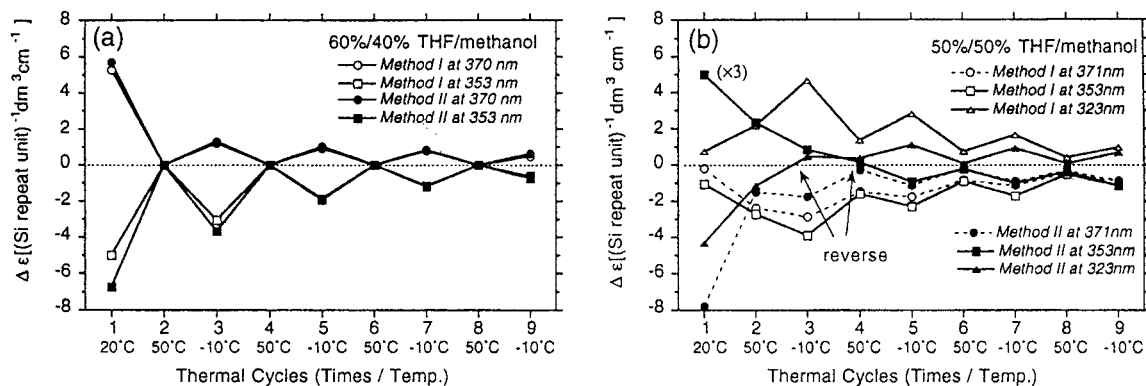 (a)
60%/40% THF/methanol
Method I at 370 nm
Method I at 353 nm
Method II at 370 nm
Method II at 353 nm
8
6
4
2
0
-2
-4
-6
-8
Δ ε[(Si repeat unit)⁻¹dm³cm⁻¹
1 2 3 4 5 6 7 8 9
20˚C 50˚C -10˚C 50˚C -10˚C 50˚C -10˚C 50˚C -10˚C
Thermal Cycles (Times / Temp.)
(b)
50%/50% THF/methanol
(×3)
Method I at 371nm
Method I at 353nm
Method I at 323nm
reverse
Method II at 371nm
Method II at 353nm
Method II at 323nm
8
6
4
2
0
-2
-4
-6
-8
Δ ε[(Si repeat unit)⁻¹dm³cm⁻¹
1 2 3 4 5 6 7 8 9
20˚C 50˚C -10˚C 50˚C -10˚C 50˚C -10˚C 50˚C -10˚C
Thermal Cycles (Times / Temp.)